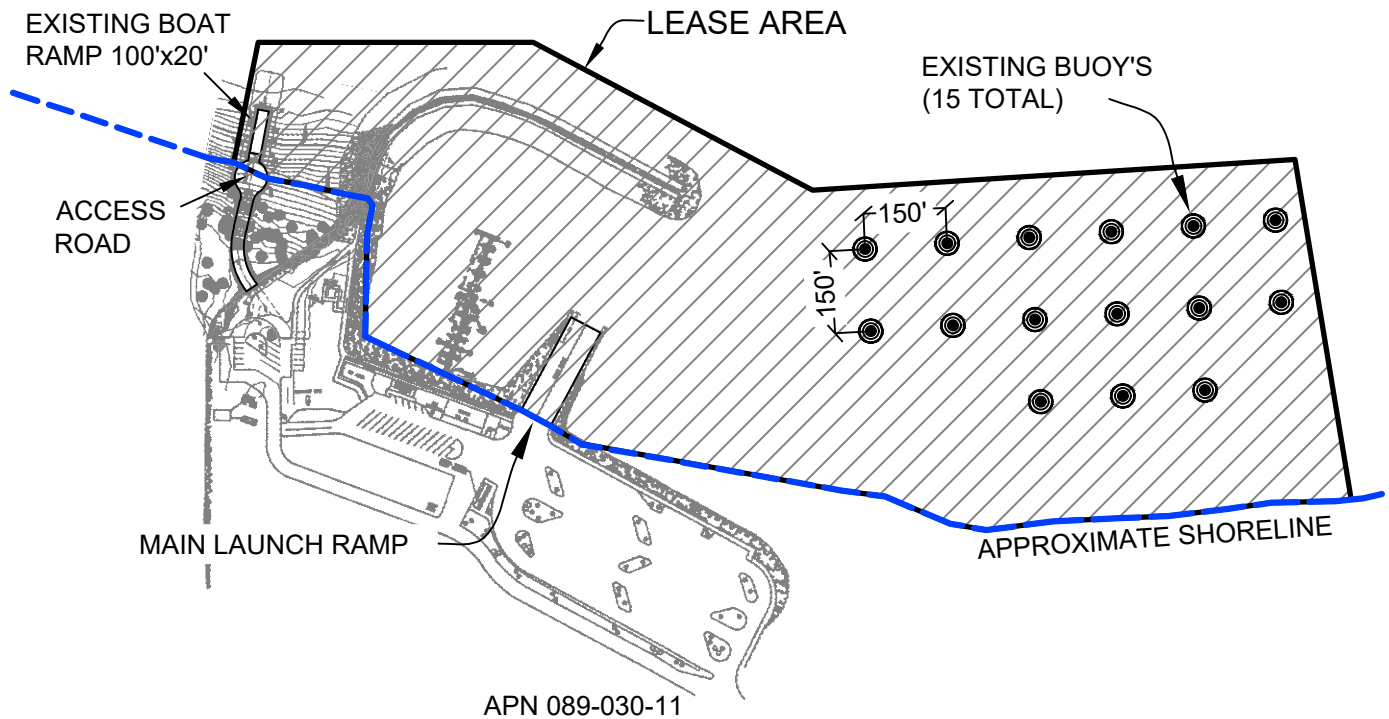 EXISTING BOAT
RAMP 100'x20'
LEASE AREA
EXISTING BUOY'S
(15 TOTAL)
ACCESS
ROAD
150'
150'
MAIN LAUNCH RAMP
APPROXIMATE SHORELINE
APN 089-030-11